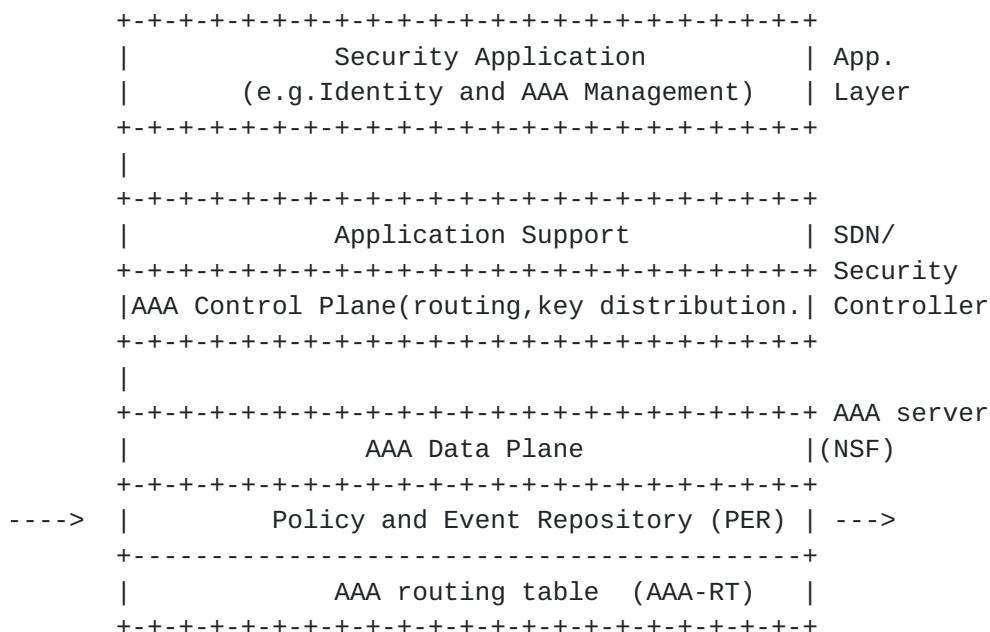 +-+-+-+-+-+-+-+-+-+-+-+-+-+-+-+-+-+-+-+-+-+-+
|             Security Application          | App.
|       (e.g.Identity and AAA Management)   | Layer
+-+-+-+-+-+-+-+-+-+-+-+-+-+-+-+-+-+-+-+-+-+-+
|
+-+-+-+-+-+-+-+-+-+-+-+-+-+-+-+-+-+-+-+-+-+-+
|             Application Support           | SDN/
+-+-+-+-+-+-+-+-+-+-+-+-+-+-+-+-+-+-+-+-+-+-+ Security
|AAA Control Plane(routing,key distribution.| Controller
+-+-+-+-+-+-+-+-+-+-+-+-+-+-+-+-+-+-+-+-+-+-+
|
+-+-+-+-+-+-+-+-+-+-+-+-+-+-+-+-+-+-+-+-+-+-+ AAA server
|               AAA Data Plane              |(NSF)
+-+-+-+-+-+-+-+-+-+-+-+-+-+-+-+-+-+-+-+-+-+-+
---->  |         Policy and Event Repository (PER) | --->
+-------------------------------------------+
|             AAA routing table  (AAA-RT)   |
+-+-+-+-+-+-+-+-+-+-+-+-+-+-+-+-+-+-+-+-+-+-+